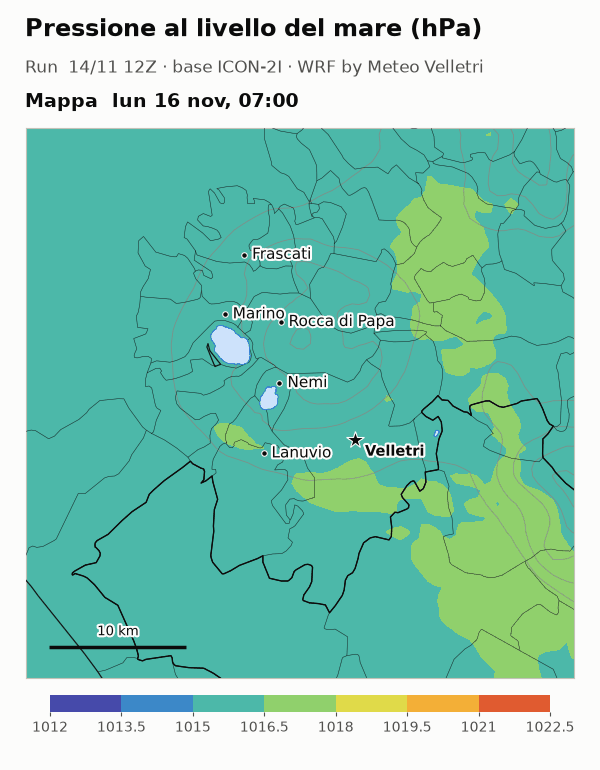 Pressione al livello del mare (hPa)
Run  14/11 12Z · base ICON-2I · WRF by Meteo Velletri
Mappa  lun 16 nov, 07:00
Frascati
Marino
Rocca di Papa
Nemi
Velletri
Lanuvio
10 km
1012 1013.5 1015 1016.5 1018 1019.5 1021 1022.5